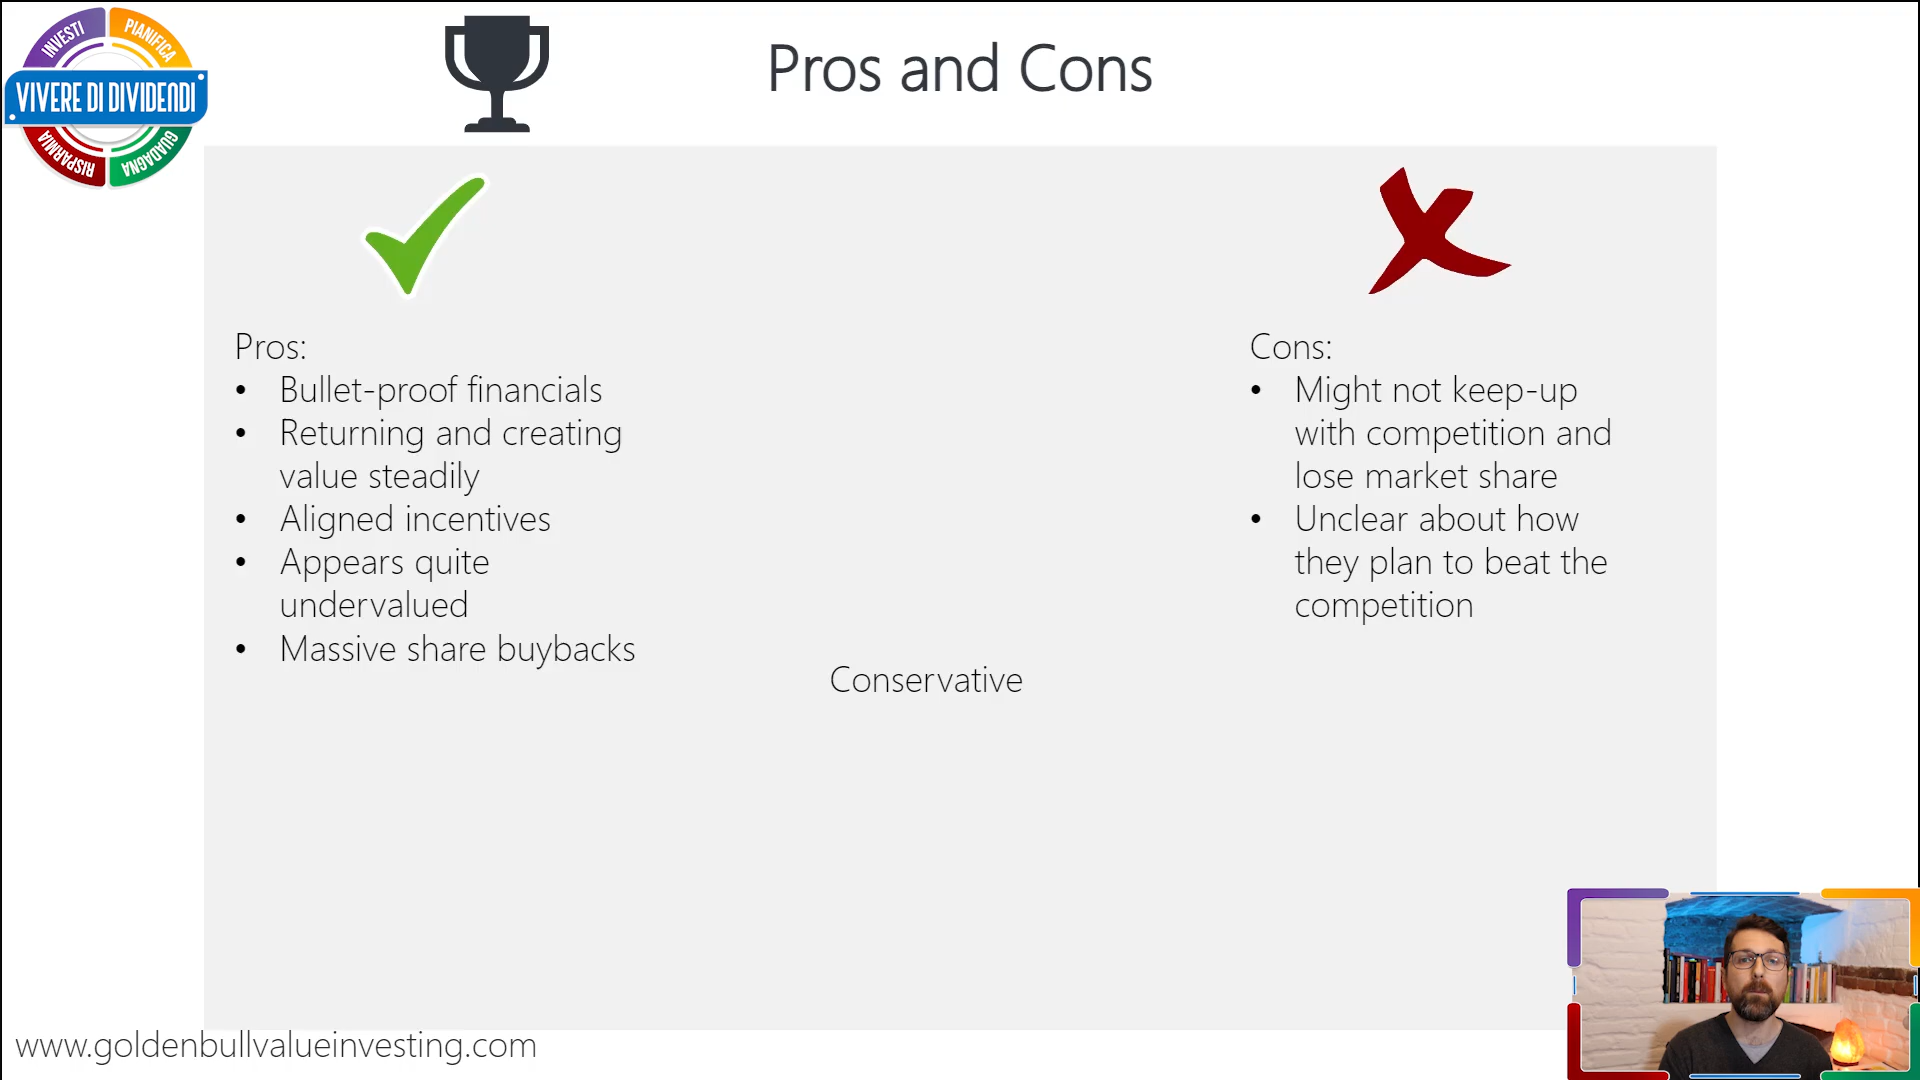 INVESTI
PIANIFICA
VIVERE DI DIVIDENDI
RISPARMIA
GUADAGNA
Pros and Cons
Pros:
• Bullet-proof financials
• Returning and creating
value steadily
• Aligned incentives
• Appears quite
undervalued
• Massive share buybacks
Conservative
Cons:
• Might not keep-up
with competition and
lose market share
• Unclear about how
they plan to beat the
competition
www.goldenbullvalueinvesting.com